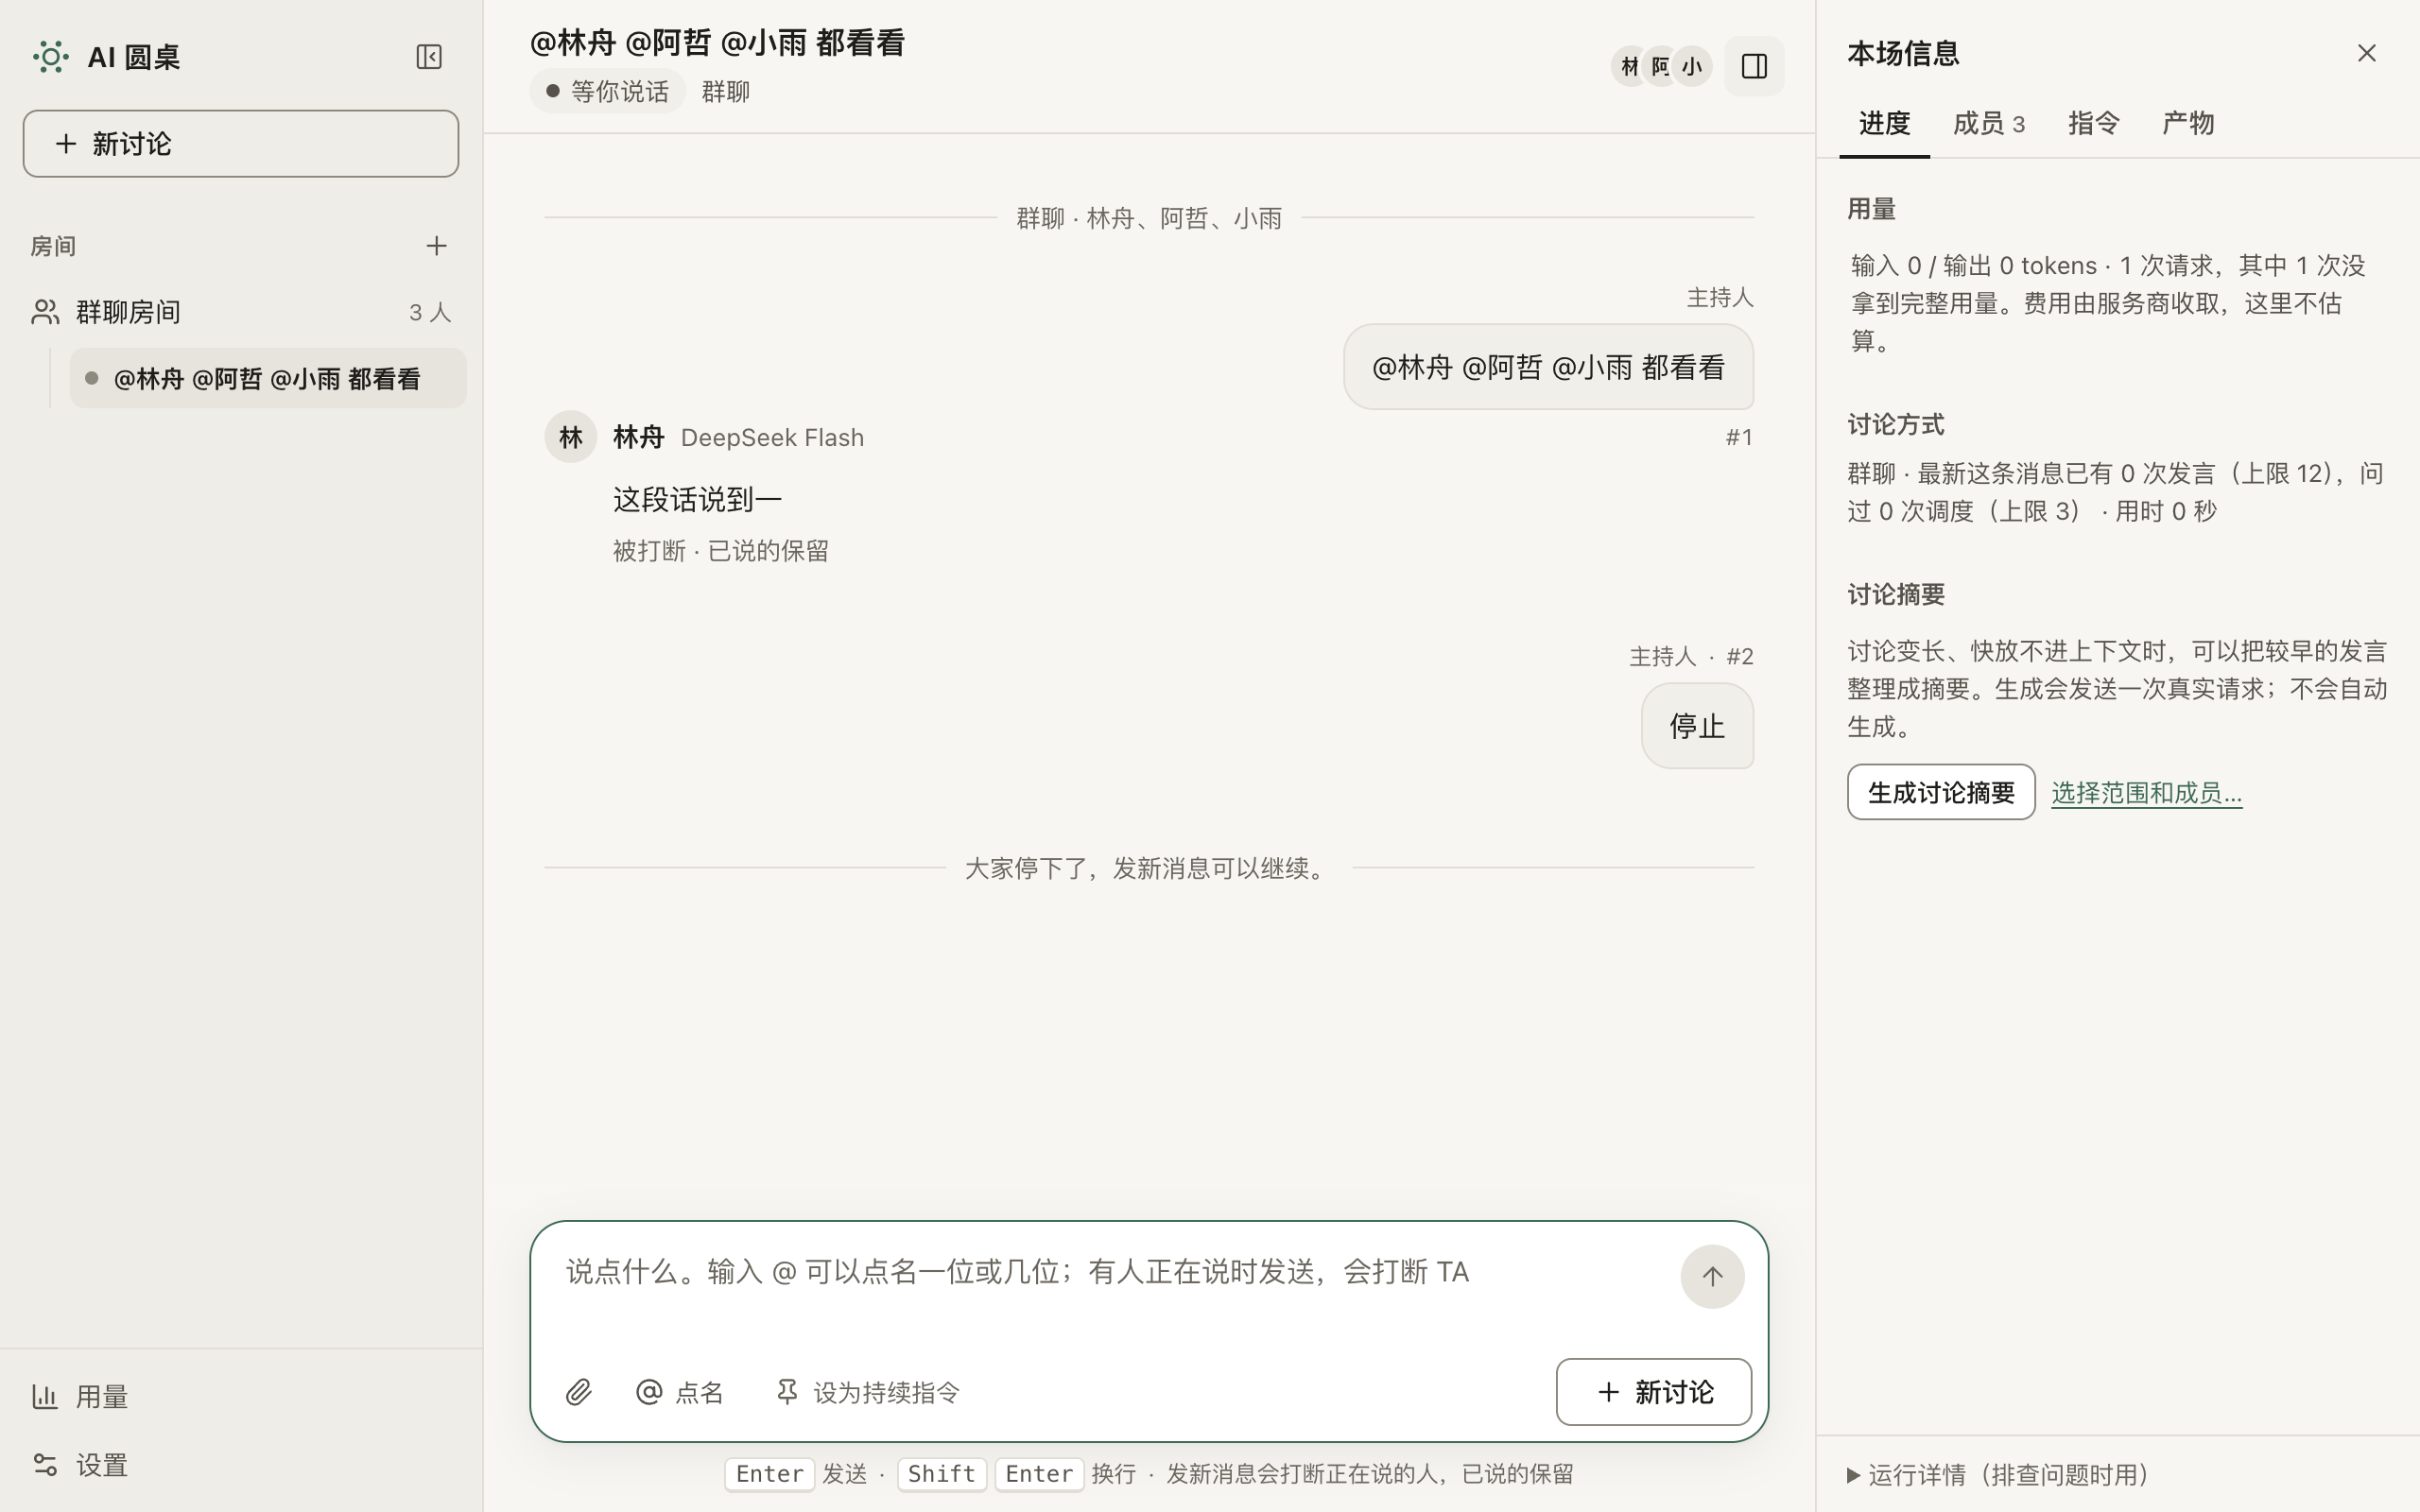 AI 圆桌
新讨论
房间
群聊房间
3 人
@林舟 @阿哲 @小雨 都看看
用量
设置
@林舟 @阿哲 @小雨 都看看
等你说话
群聊
林 阿 小
群聊 · 林舟、阿哲、小雨
主持人
@林舟 @阿哲 @小雨 都看看
林
林舟 DeepSeek Flash
#1
这段话说到一
被打断 · 已说的保留
主持人 · #2
停止
大家停下了，发新消息可以继续。
说点什么。输入 @ 可以点名一位或几位；有人正在说时发送，会打断 TA
点名
设为持续指令
新讨论
Enter 发送 · Shift Enter 换行 · 发新消息会打断正在说的人，已说的保留
本场信息
进度
成员 3
指令
产物
用量
输入 0 / 输出 0 tokens · 1 次请求，其中 1 次没
拿到完整用量。费用由服务商收取，这里不估
算。
讨论方式
群聊 · 最新这条消息已有 0 次发言（上限 12），问
过 0 次调度（上限 3） · 用时 0 秒
讨论摘要
讨论变长、快放不进上下文时，可以把较早的发言
整理成摘要。生成会发送一次真实请求；不会自动
生成。
生成讨论摘要
选择范围和成员...
运行详情（排查问题时用）